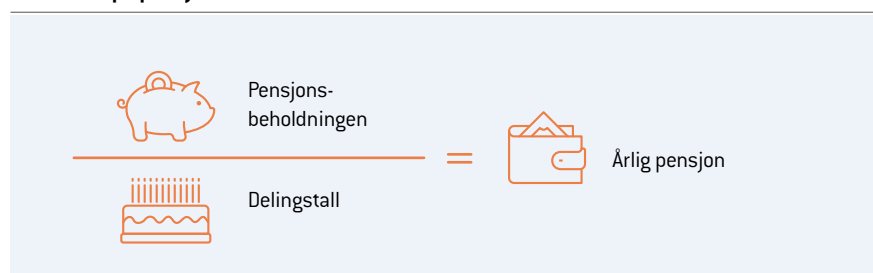 Pensjons-
beholdningen
Delingstall
=
Årlig pensjon